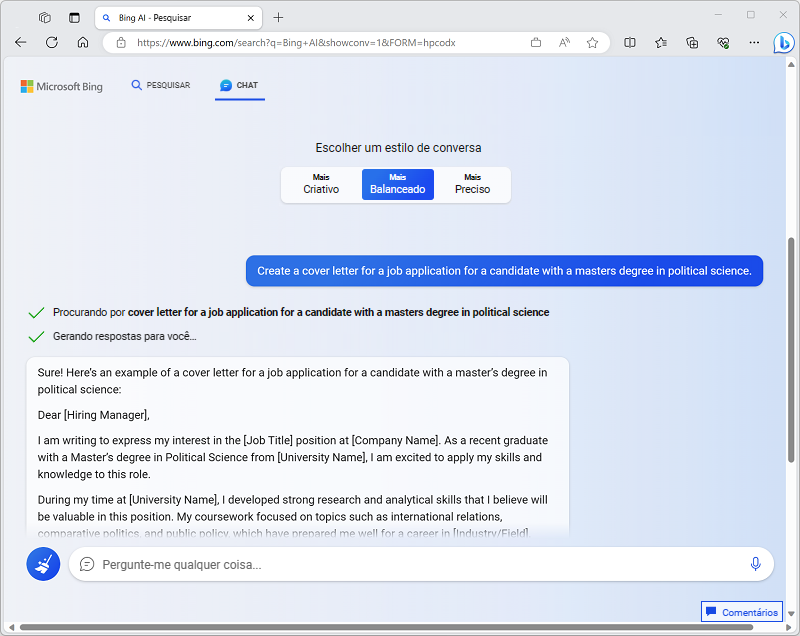 Bing AI - Pesquisar
https://www.bing.com/search?q=Bing+AI&showconv=1&FORM=hpcodx
Microsoft Bing
PESQUISAR
CHAT
Escolher um estilo de conversa
Mais
Criativo
Mais
Balanceado
Mais
Preciso
Create a cover letter for a job application for a candidate with a masters degree in political science.
Procurando por cover letter for a job application for a candidate with a masters degree in political science
Gerando respostas para você...
Sure! Here's an example of a cover letter for a job application for a candidate with a master's degree in
political science:
Dear [Hiring Manager],
I am writing to express my interest in the [Job Title] position at [Company Name]. As a recent graduate
with a Master's degree in Political Science from [University Name], I am excited to apply my skills and
knowledge to this role.
During my time at [University Name], I developed strong research and analytical skills that I believe will
be valuable in this position. My coursework focused on topics such as international relations,
comparative politics, and public policy, which have prepared me well for a career in [Industry/Field].
Pergunte-me qualquer coisa...
Comentários